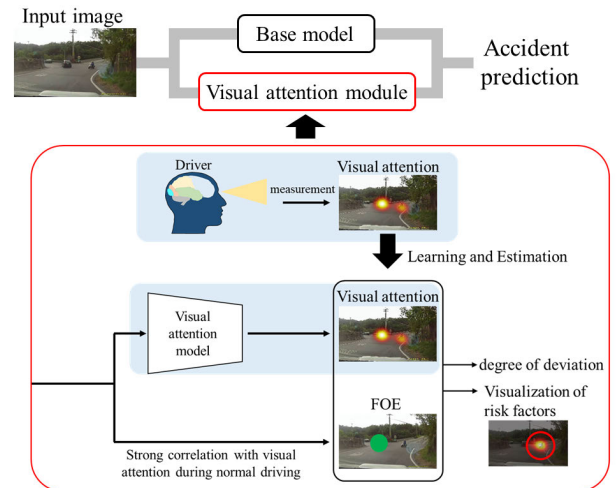 Input image
Base model
Visual attention module
Accident
prediction
Driver
measurement
Visual attention
Learning and Estimation
Visual
attention
model
Visual attention
FOE
Strong correlation with visual
attention during normal driving
degree of deviation
Visualization of
risk factors